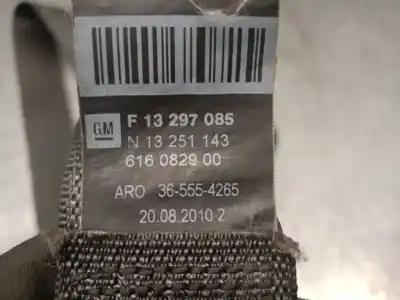 GM F 13 297 085
N 13 251 143
616 0829 00
ARO 36-555-4265
20.08.2010 2